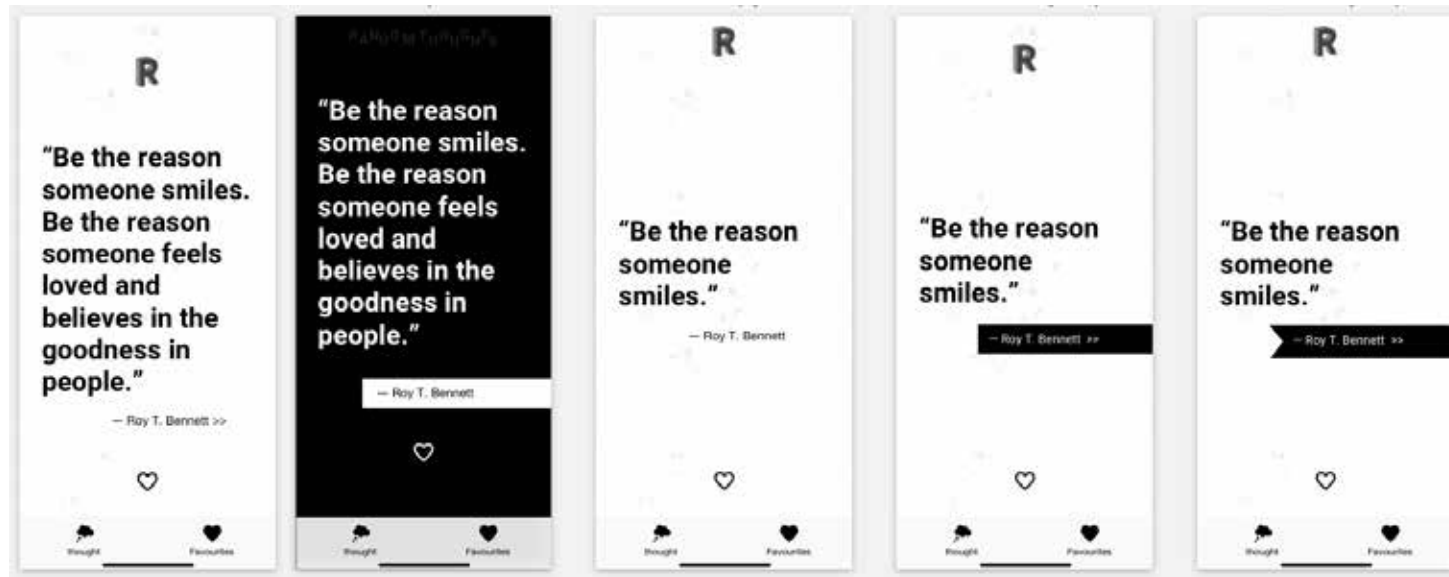 R
“Be the reason
someone smiles.
Be the reason
someone feels
loved and
believes in the
goodness in
people.”
— Roy T. Bennett >>
thought
Favourites
RANDOM THOUGHTS
“Be the reason
someone smiles.
Be the reason
someone feels
loved and
believes in the
goodness in
people.”
— Roy T. Bennett
thought
Favourites
R
“Be the reason
someone
smiles.”
— Roy T. Bennett
thought
Favourites
R
“Be the reason
someone
smiles.”
— Roy T. Bennett >>
thought
Favourites
R
“Be the reason
someone
smiles.”
— Roy T. Bennett >>
thought
Favourites